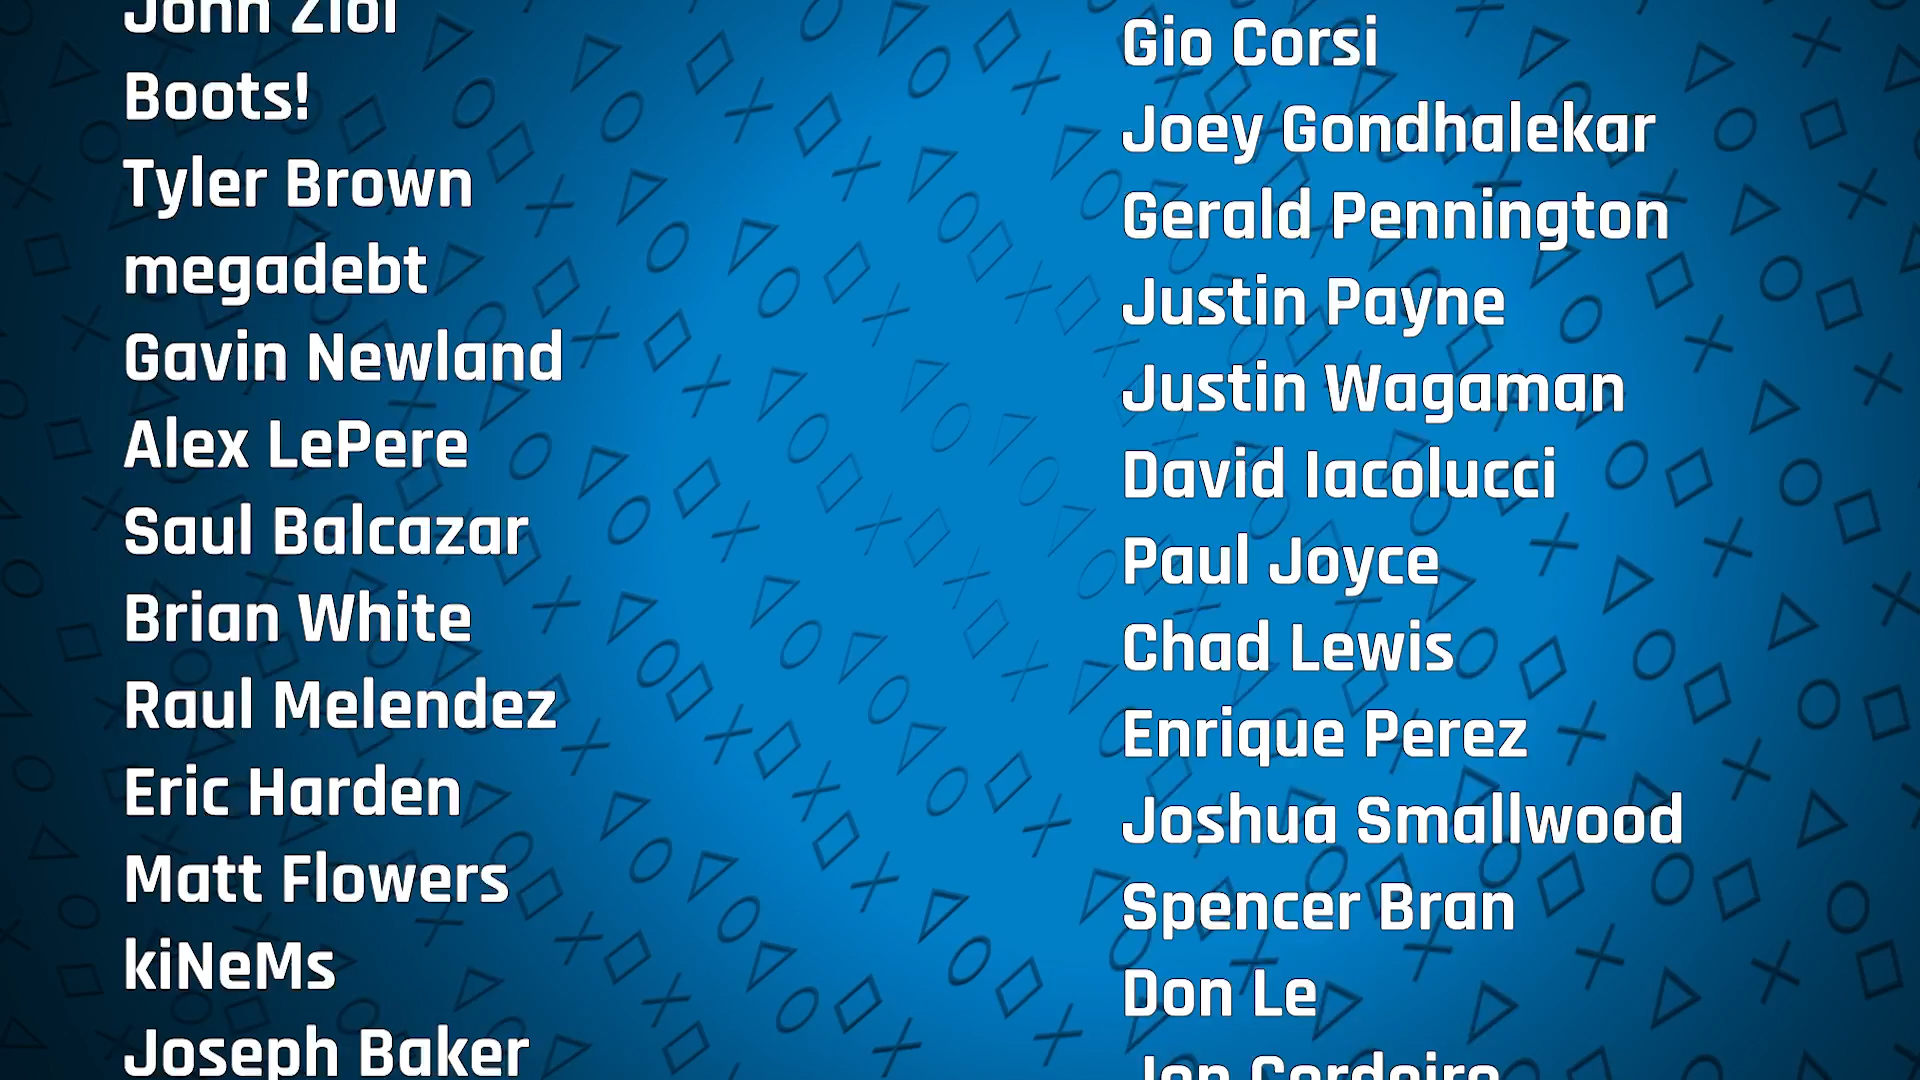 John
Boots!
Tyler Brown
megadebt
Gavin Newland
Alex LePere
Saul Balcazar
Brian White
Raul Melendez
Eric Harden
Matt Flowers
kiNeMs
Joseph Baker
Gio Corsi
Joey Gondhalekar
Gerald Pennington
Justin Payne
Justin Wagaman
David Iacolucci
Paul Joyce
Chad Lewis
Enrique Perez
Joshua Smallwood
Spencer Bran
Don Le
Cordeiro